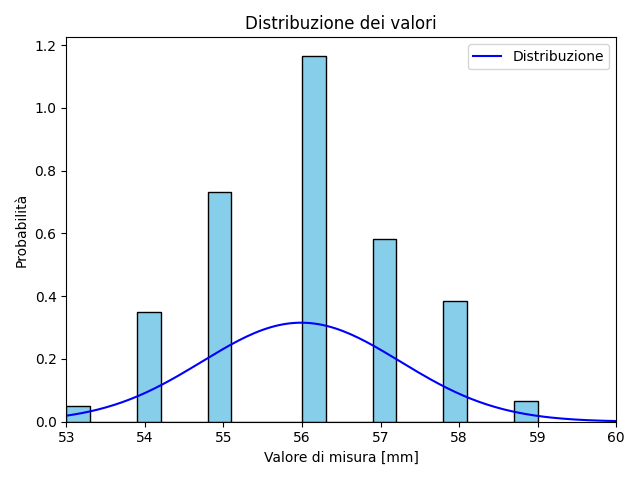 Distribuzione dei valori
Distribuzione
1.2
1.0
0.8
0.6
0.4
0.2
0.0
Probabilità
53 54 55 56 57 58 59 60
Valore di misura [mm]